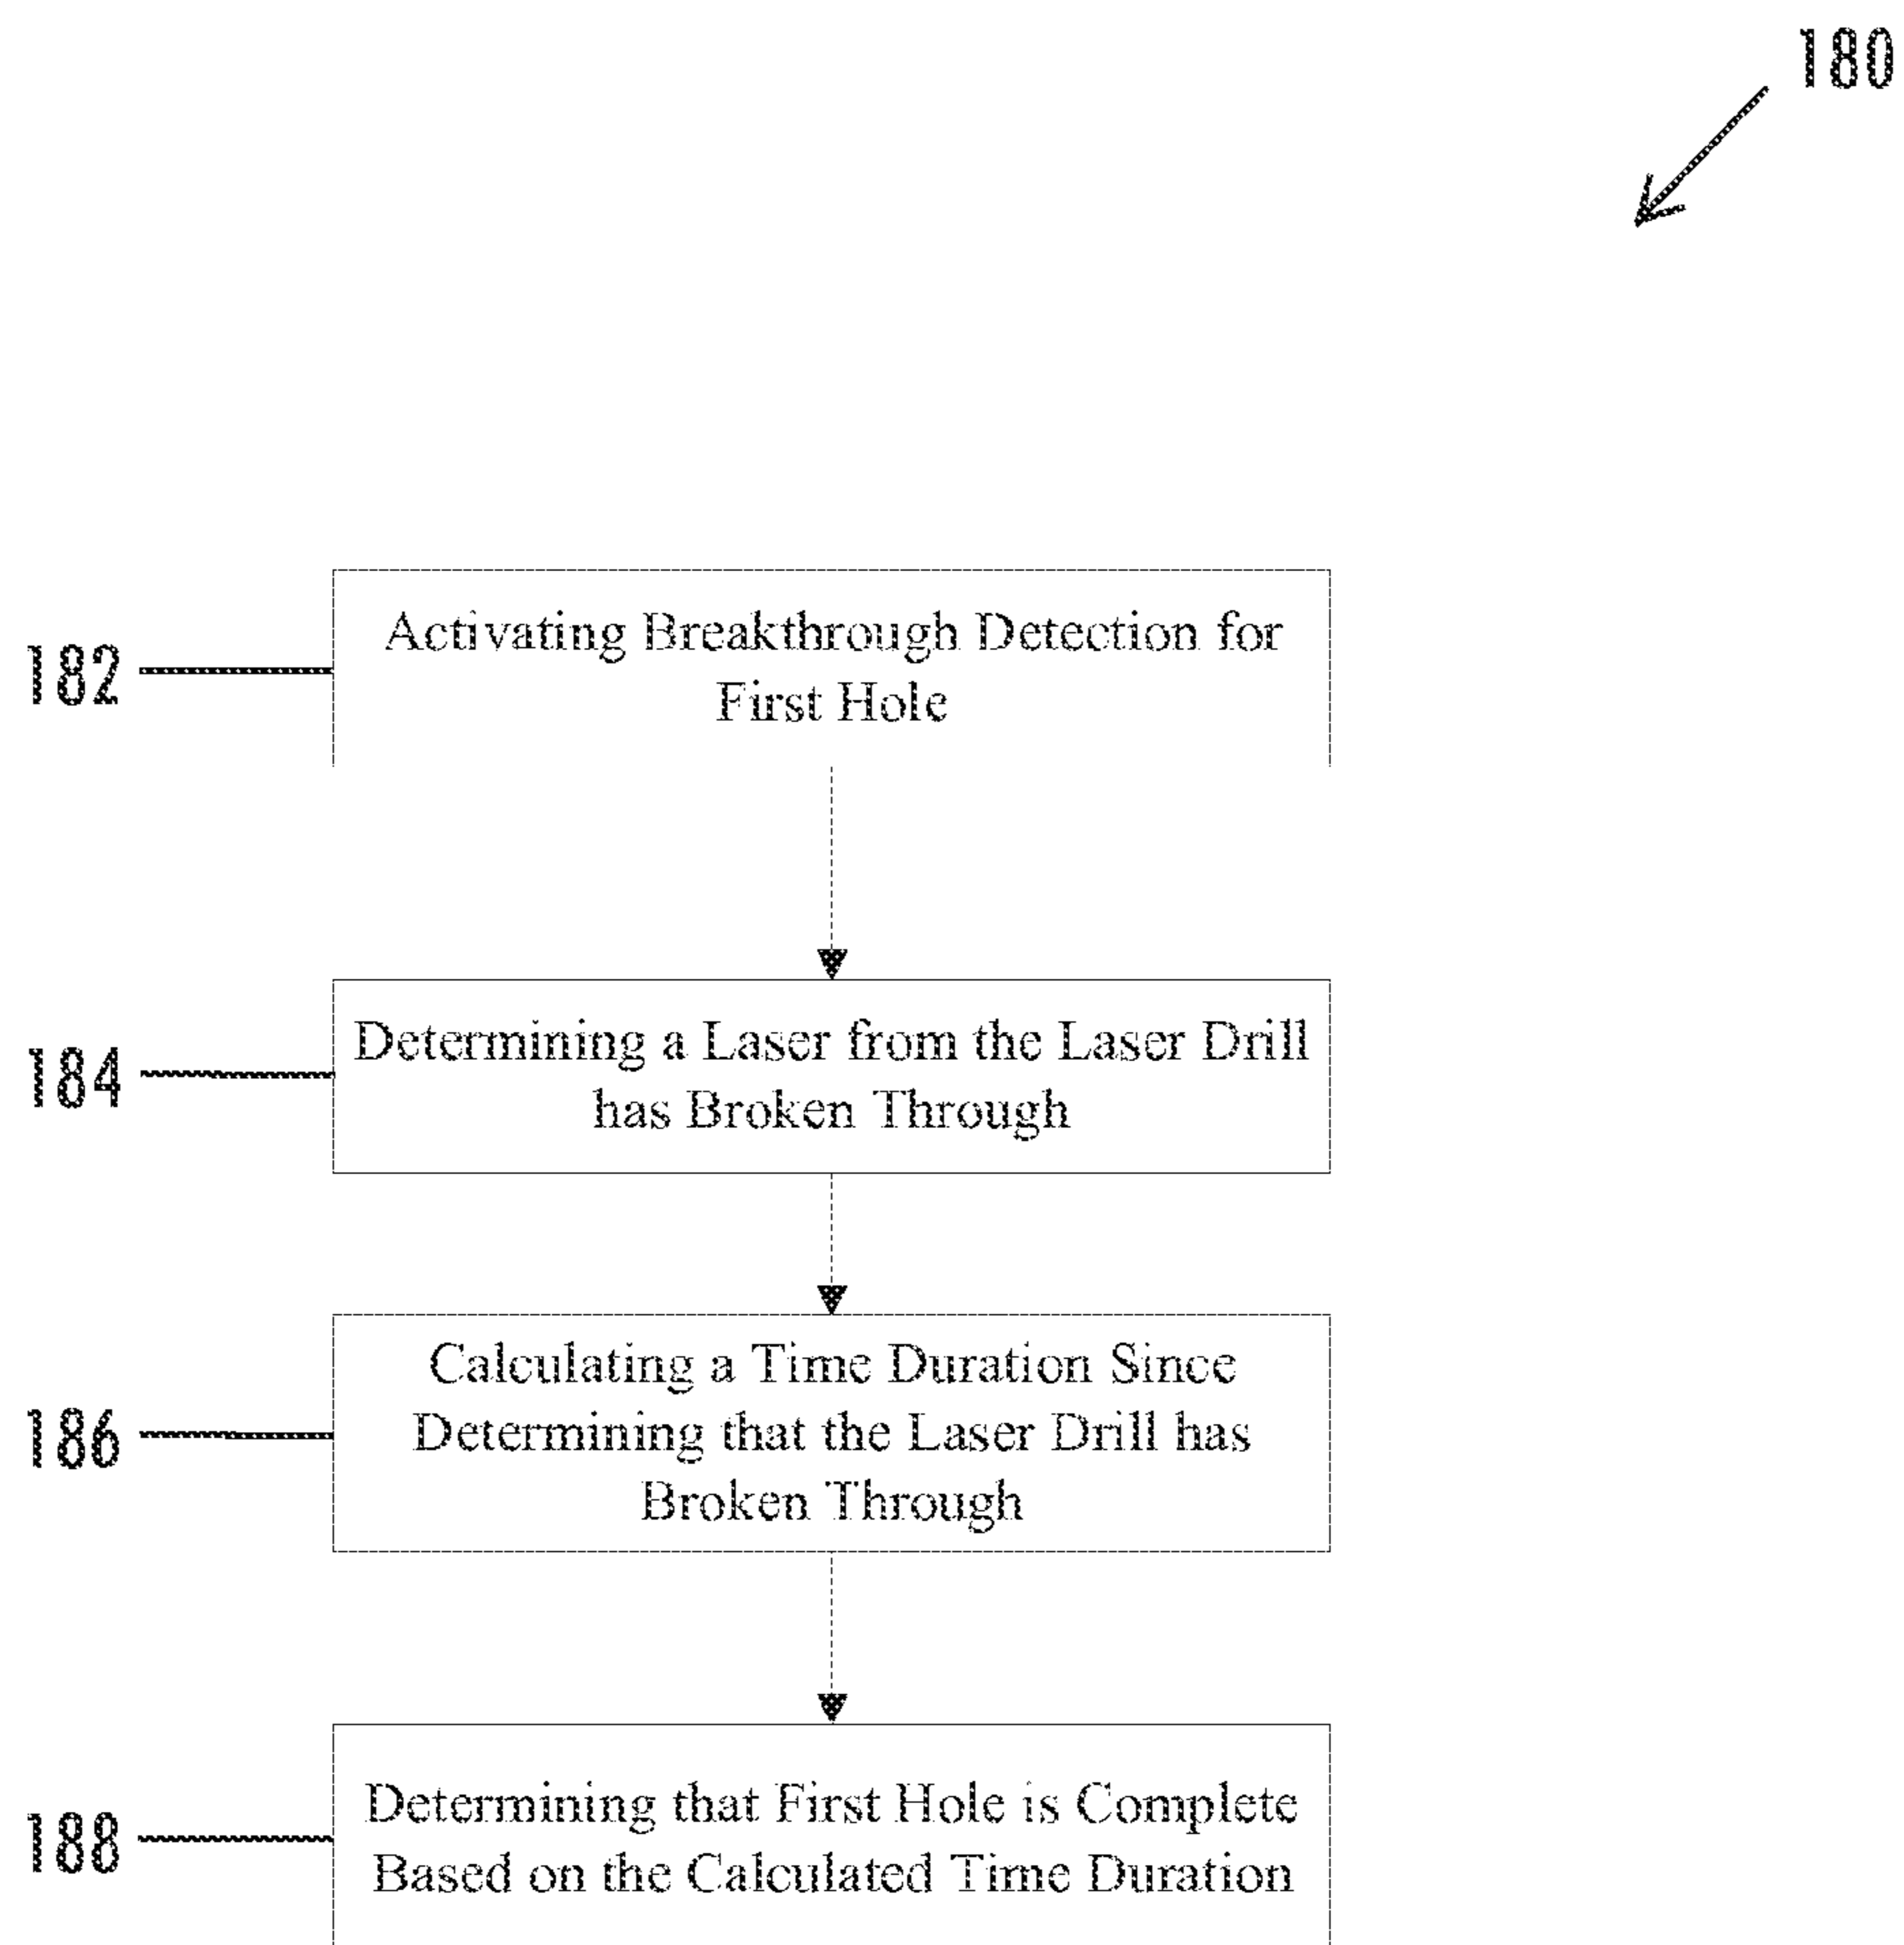 180
182
Activating Breakthrough Detection for
First Hole
184
Determining a Laser from the Laser Drill
has Broken Through
186
Calculating a Time Duration Since
Determining that the Laser Drill has
Broken Through
188
Determining that First Hole is Complete
Based on the Calculated Time Duration